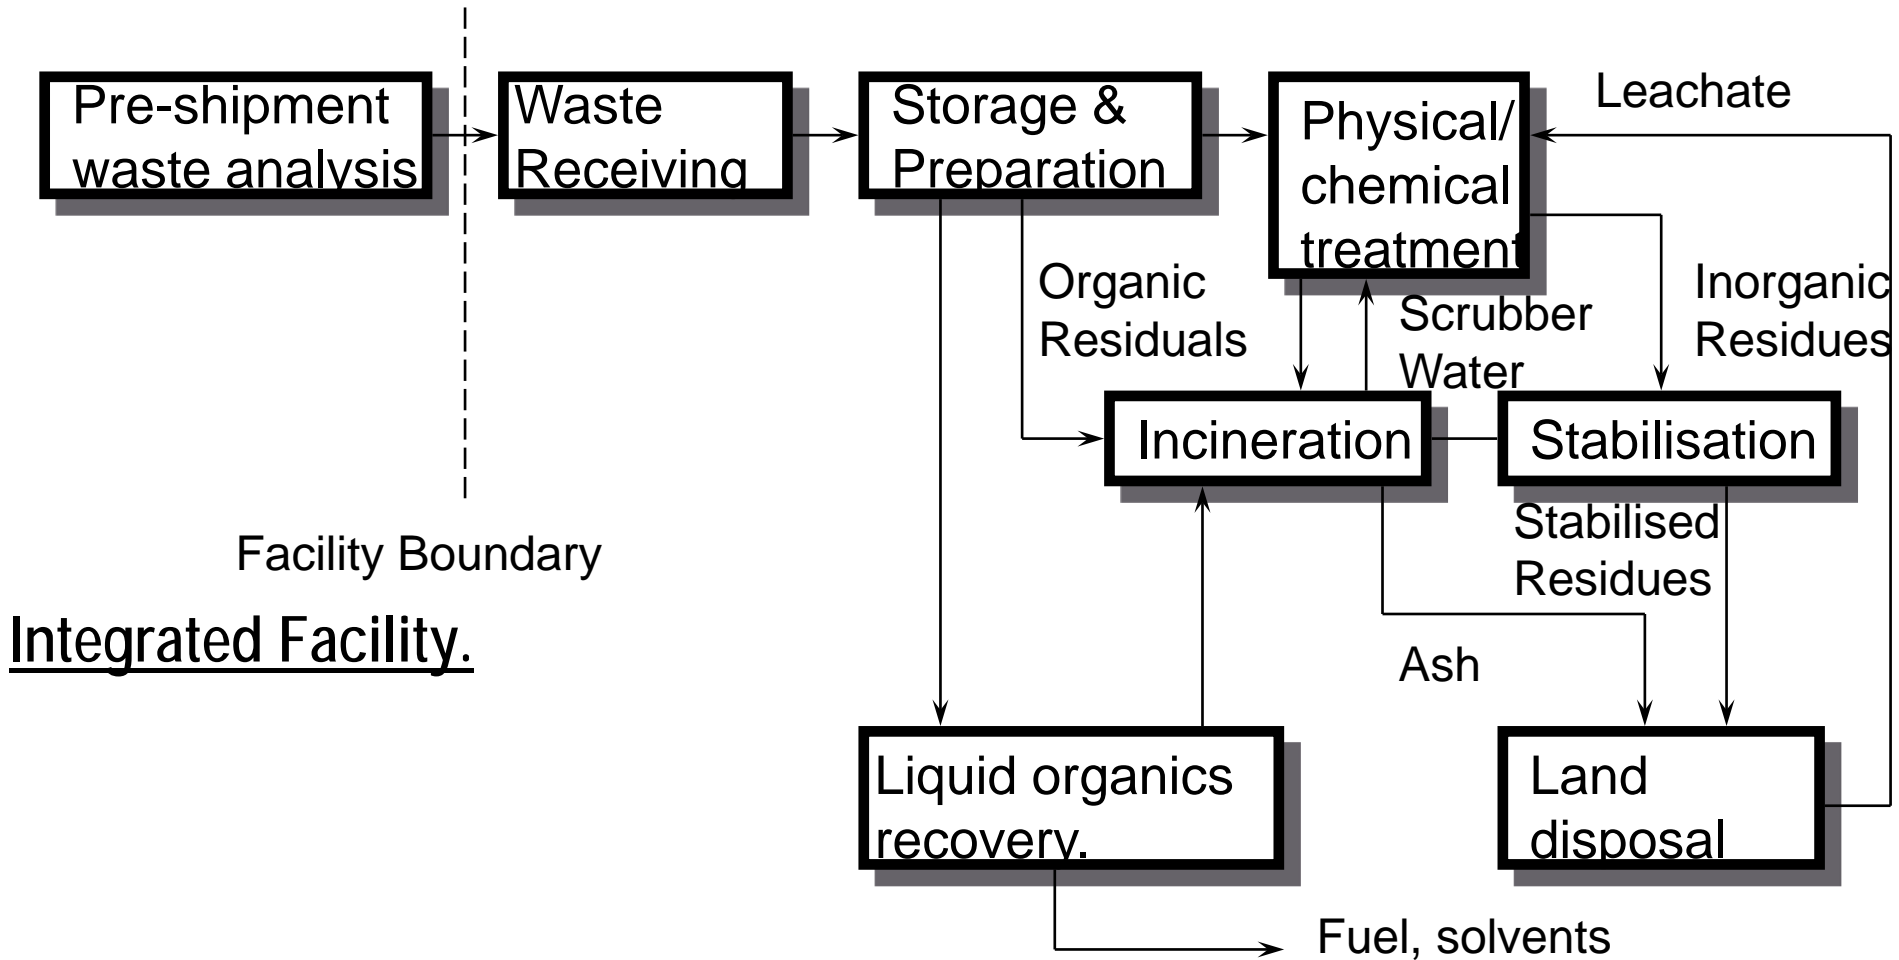 Pre-shipment
waste analysis
Waste
Receiving
Storage &
Preparation
Physical/
chemical
treatment
Leachate
Organic
Residuals
Scrubber
Water
Inorganic
Residues
Incineration
Stabilisation
Stabilised
Residues
Facility Boundary
Integrated Facility.
Ash
Liquid organics
recovery.
Land
disposal
Fuel, solvents